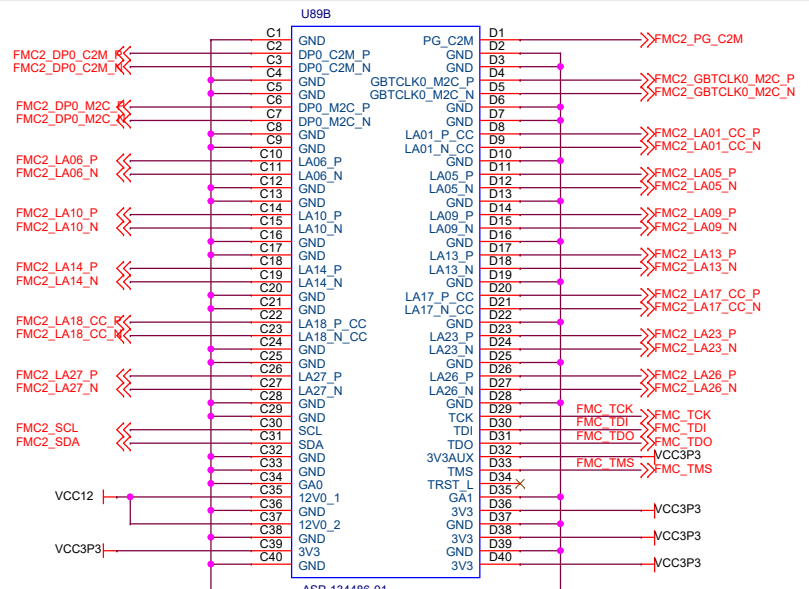 U89B
C1 GND PG_C2M D1 FMC2_PG_C2M
FMC2_DP0_C2M_P C2 DP0_C2M_P GND D2
FMC2_DP0_C2M_N C3 DP0_C2M_N GND D3
C4 GND GBTCLK0_M2C_P D4 FMC2_GBTCLK0_M2C_P
C5 GND GBTCLK0_M2C_N D5 FMC2_GBTCLK0_M2C_N
FMC2_DP0_M2C_P C6 DP0_M2C_P GND D6
FMC2_DP0_M2C_N C7 DP0_M2C_N GND D7
C8 GND LA01_P_CC D8 FMC2_LA01_CC_P
C9 GND LA01_N_CC D9 FMC2_LA01_CC_N
FMC2_LA06_P C10 LA06_P GND D10
FMC2_LA06_N C11 LA06_N LA05_P D11 FMC2_LA05_P
C12 GND LA05_N D12 FMC2_LA05_N
C13 GND GND D13
FMC2_LA10_P C14 LA10_P LA09_P D14 FMC2_LA09_P
FMC2_LA10_N C15 LA10_N LA09_N D15 FMC2_LA09_N
C16 GND GND D16
C17 GND LA13_P D17 FMC2_LA13_P
FMC2_LA14_P C18 LA14_P LA13_N D18 FMC2_LA13_N
FMC2_LA14_N C19 LA14_N GND D19
C20 GND LA17_P_CC D20 FMC2_LA17_CC_P
C21 GND LA17_N_CC D21 FMC2_LA17_CC_N
FMC2_LA18_CC_P C22 LA18_P_CC GND D22
FMC2_LA18_CC_N C23 LA18_N_CC LA23_P D23 FMC2_LA23_P
C24 GND LA23_N D24 FMC2_LA23_N
C25 GND GND D25
FMC2_LA27_P C26 LA27_P LA26_P D26 FMC2_LA26_P
FMC2_LA27_N C27 LA27_N LA26_N D27 FMC2_LA26_N
C28 GND GND D28
C29 GND TCK D29 FMC_TCK FMC_TCK
FMC2_SCL C30 SCL TDI D30 FMC_TDI FMC_TDI
FMC2_SDA C31 SDA TDO D31 FMC_TDO FMC_TDO
C32 GND 3V3AUX D32 VCC3P3
C33 GND TMS D33 FMC_TMS FMC_TMS
C34 GA0 TRST_L D34
VCC12 C35 12V0_1 GA1 D35
C36 GND 3V3 D36 VCC3P3
C37 12V0_2 GND D37
C38 GND 3V3 D38 VCC3P3
VCC3P3 C39 3V3 GND D39
C40 GND 3V3 D40 VCC3P3
ASP-134486-01